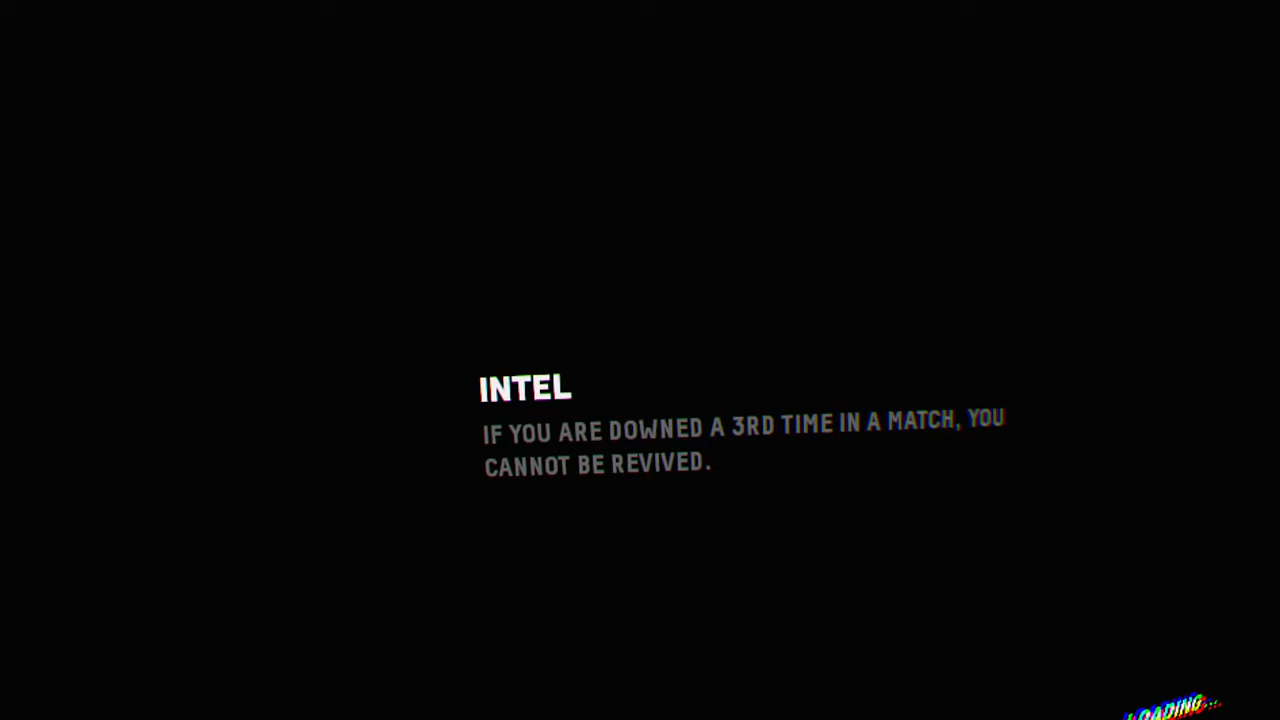 INTEL
IF YOU ARE DOWNED A 3RD TIME IN A MATCH, YOU
CANNOT BE REVIVED.
LOADING...